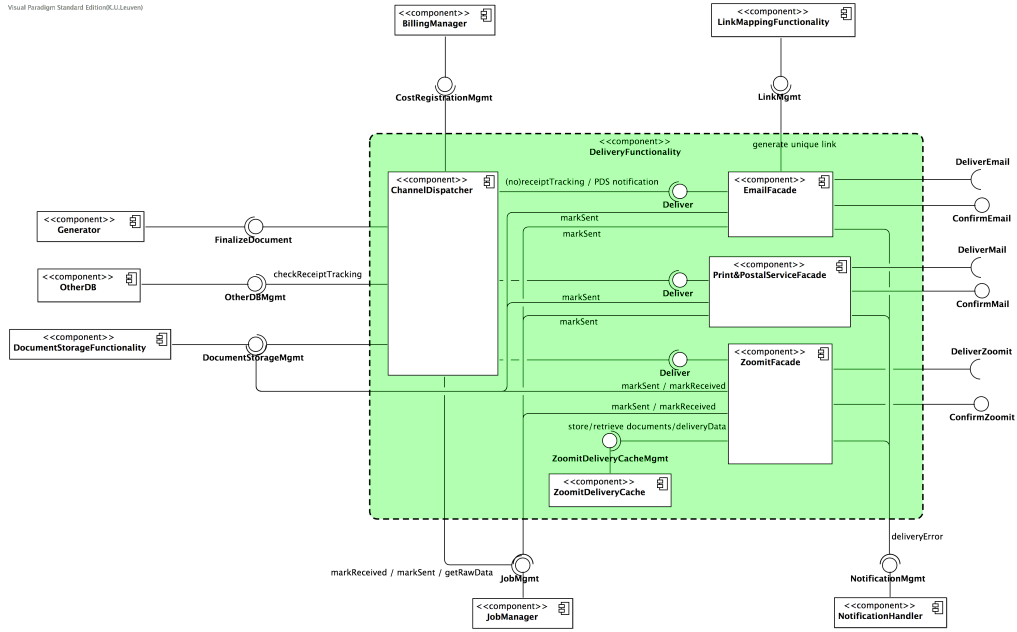 Visual Paradigm Standard Edition(K.U.Leuven)
<<component>>
BillingManager
<<component>>
LinkMappingFunctionality
CostRegistrationMgmt
LinkMgmt
<<component>>
DeliveryFunctionality
generate unique link
<<component>>
ChannelDispatcher
(no)receiptTracking / PDS notification
Deliver
<<component>>
EmailFacade
DeliverEmail
ConfirmEmail
<<component>>
Generator
FinalizeDocument
markSent
markSent
<<component>>
OtherDB
checkReceiptTracking
OtherDBMgmt
Deliver
<<component>>
Print&PostalServiceFacade
DeliverMail
ConfirmMail
markSent
markSent
<<component>>
DocumentStorageFunctionality
DocumentStorageMgmt
Deliver
<<component>>
ZoomitFacade
DeliverZoomit
ConfirmZoomit
markSent / markReceived
markSent / markReceived
store/retrieve documents/deliveryData
ZoomitDeliveryCacheMgmt
<<component>>
ZoomitDeliveryCache
deliveryError
markReceived / markSent / getRawData
JobMgmt
NotificationMgmt
<<component>>
JobManager
<<component>>
NotificationHandler